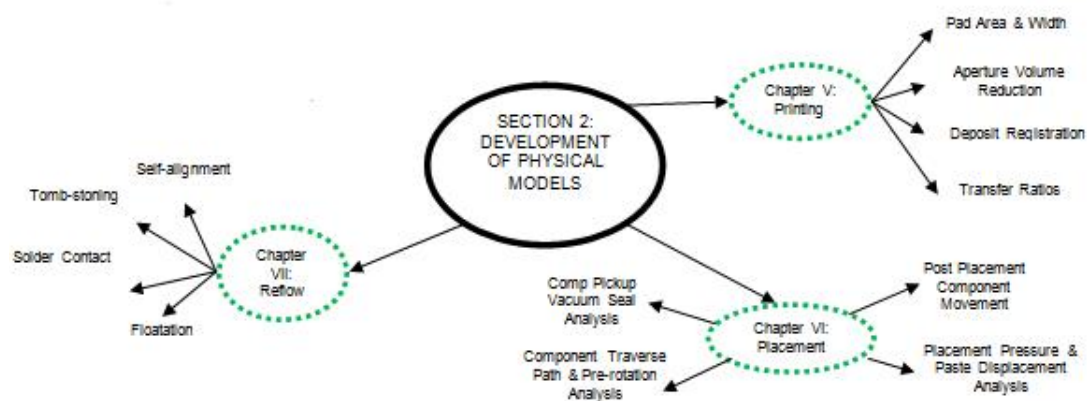 SECTION 2:
DEVELOPMENT
OF PHYSICAL
MODELS
Chapter V:
Printing
Pad Area & Width
Aperture Volume
Reduction
Deposit Registration
Transfer Ratios
Chapter VI:
Placement
Comp Pickup
Vacuum Seal
Analysis
Component Traverse
Path & Pre-rotation
Analysis
Post Placement
Component
Movement
Placement Pressure &
Paste Displacement
Analysis
Chapter
VII:
Reflow
Self-alignment
Tomb-stoning
Solder Contact
Floatation